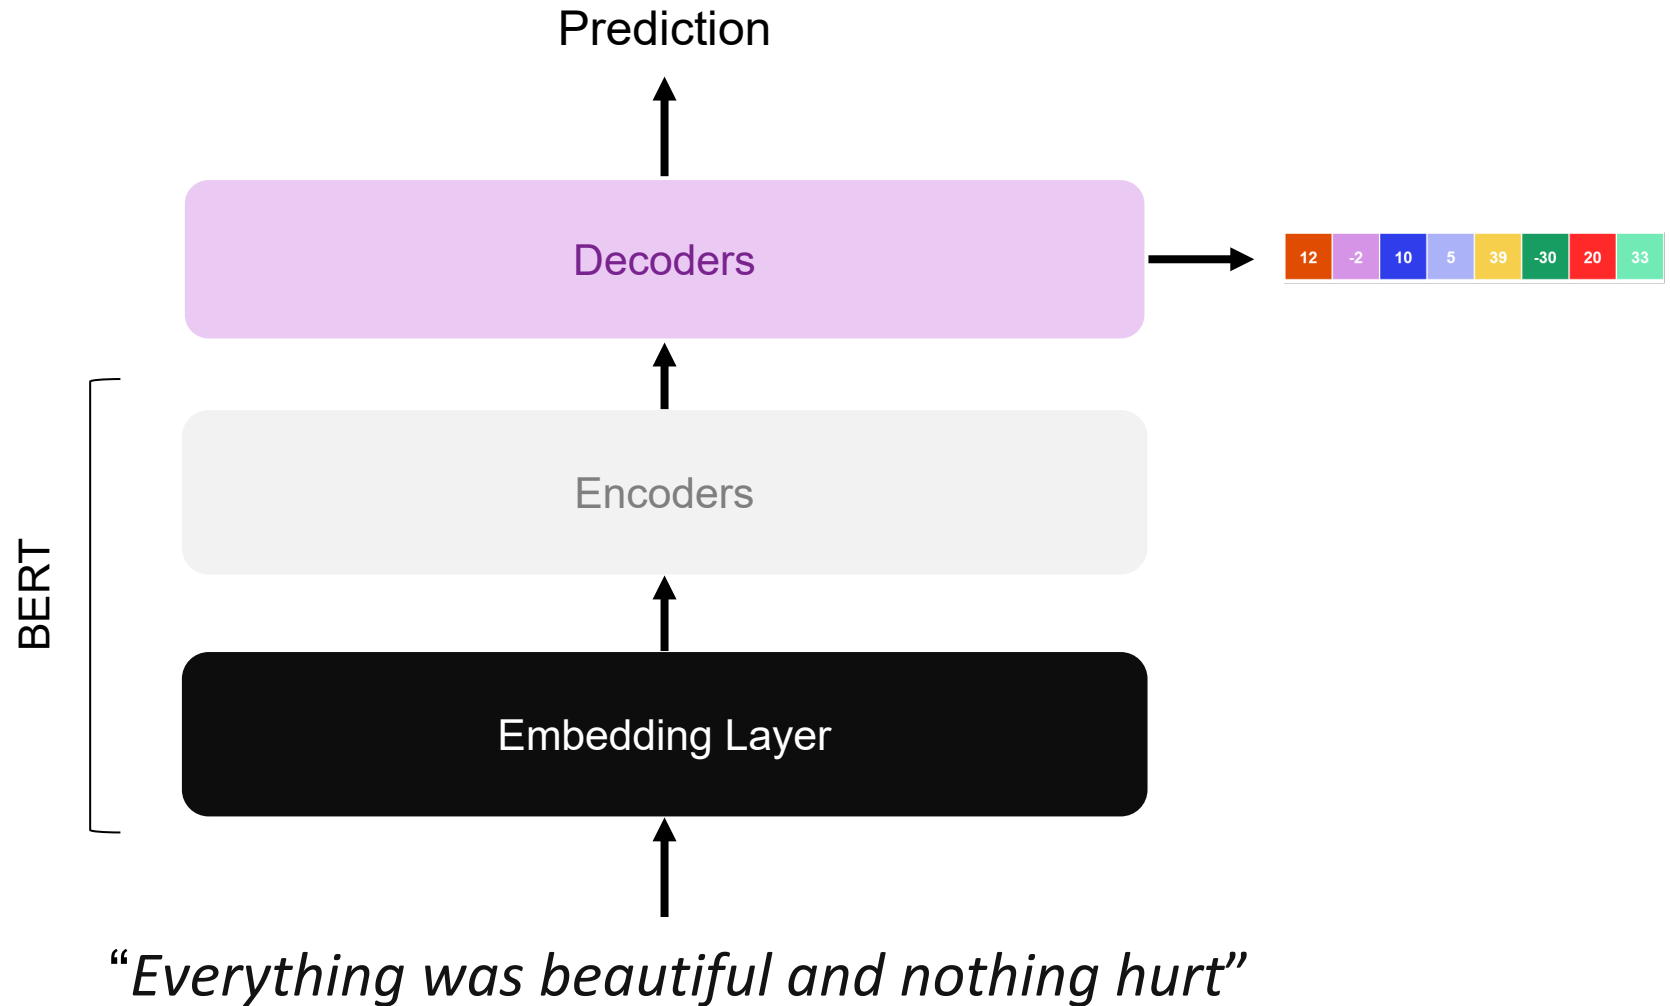 Prediction
Decoders
12 -2 10 5 39 -30 20 33
Encoders
BERT
Embedding Layer
“Everything was beautiful and nothing hurt”